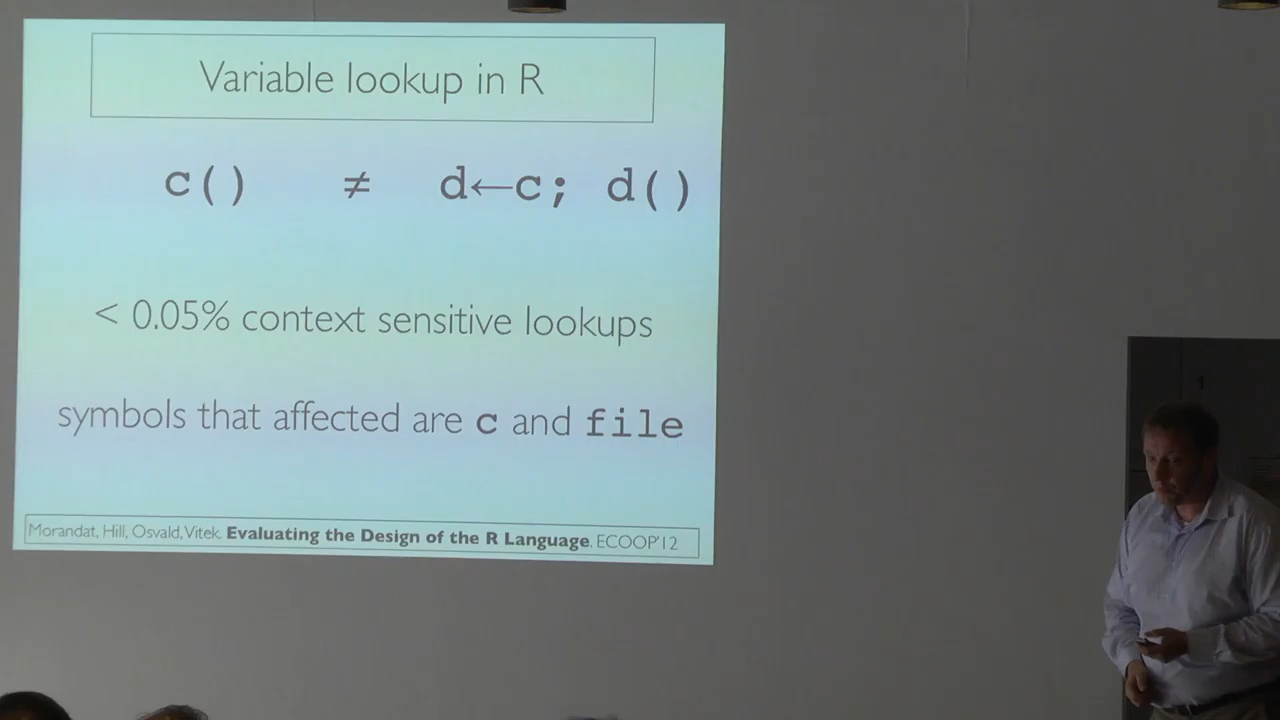 Variable lookup in R
c() ≠ d←c; d()
< 0.05% context sensitive lookups
symbols that affected are c and file
Morandat, Hill, Osvald, Vitek. Evaluating the Design of the R Language. ECOOP'12
1